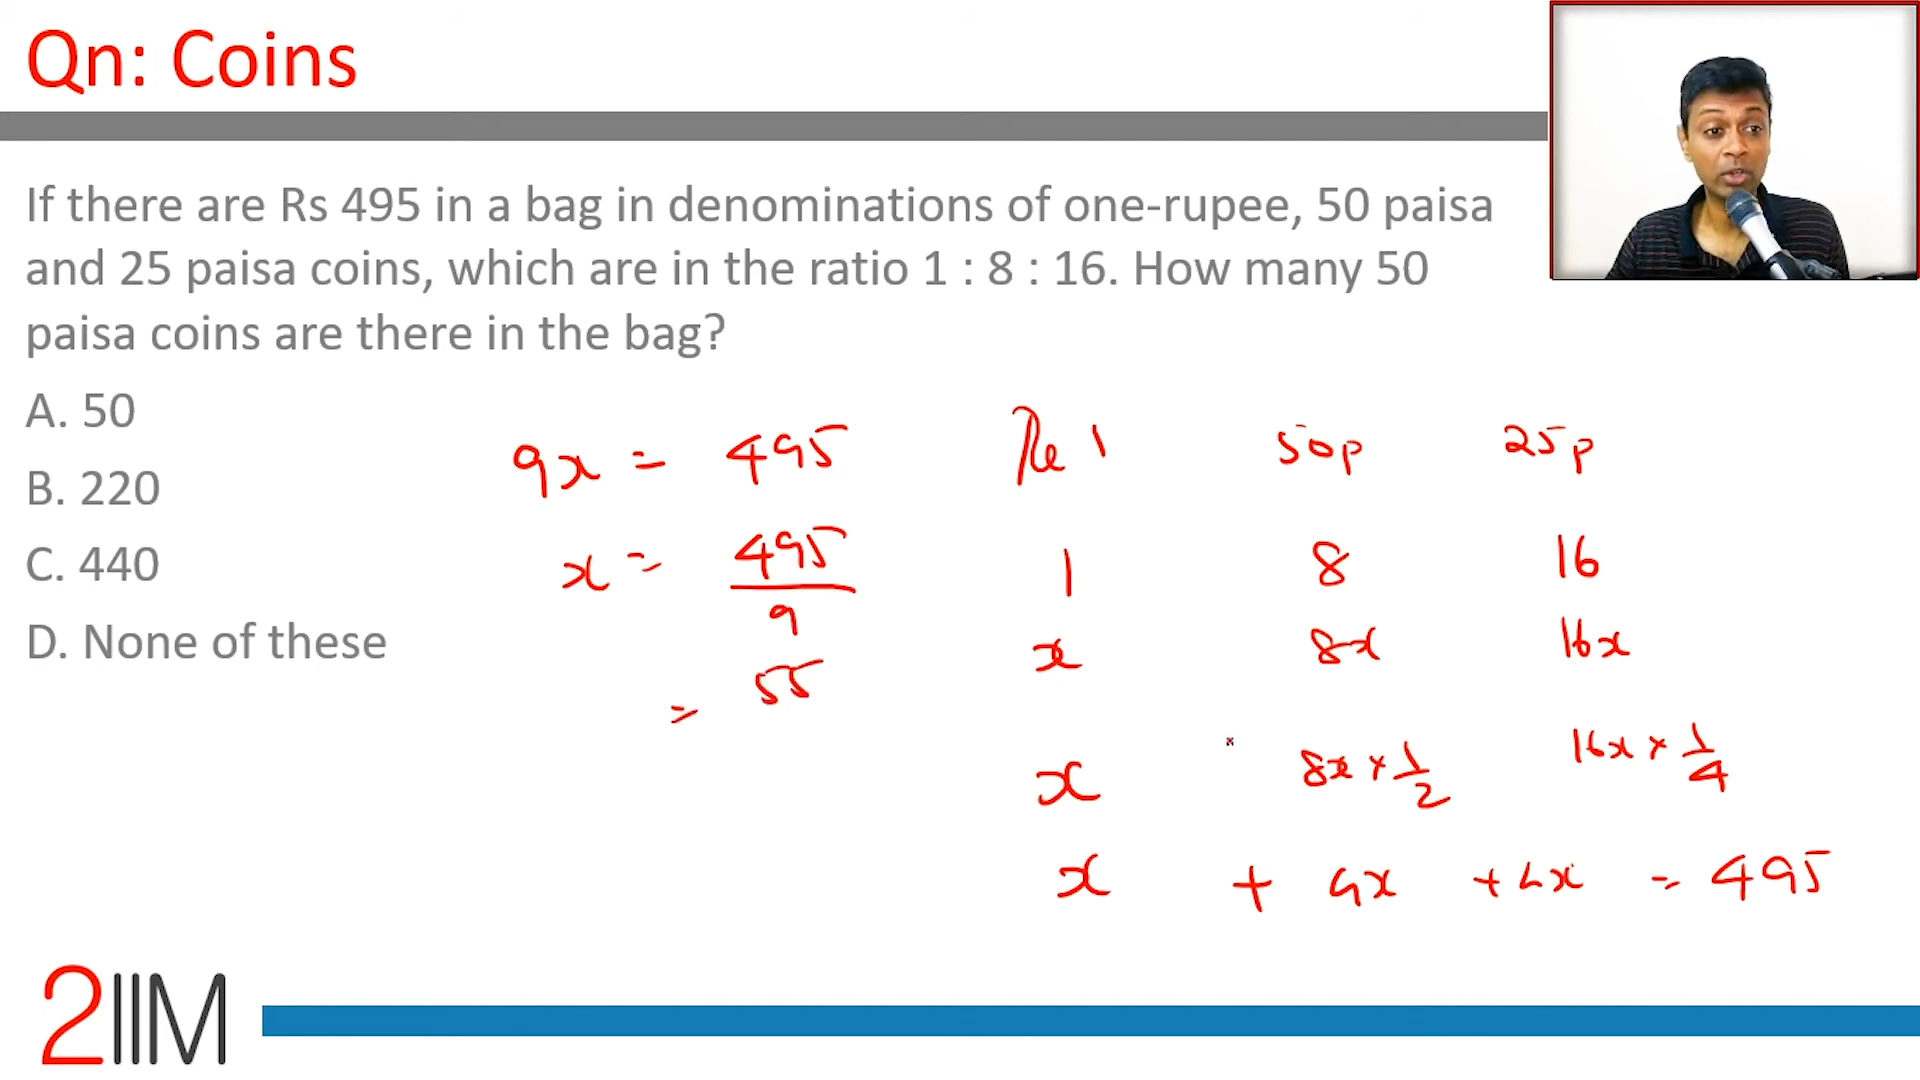 Qn: Coins
If there are Rs 495 in a bag in denominations of one-rupee, 50 paisa
and 25 paisa coins, which are in the ratio 1 : 8 : 16. How many 50
paisa coins are there in the bag?
A. 50
B. 220
C. 440
D. None of these
9x = 495
x = 495/9
= 55
Re 1 50p 25p
1 8 16
x 8x 16x
x 8x × 1/2 16x × 1/4
x + 4x + 4x = 495
2IIM